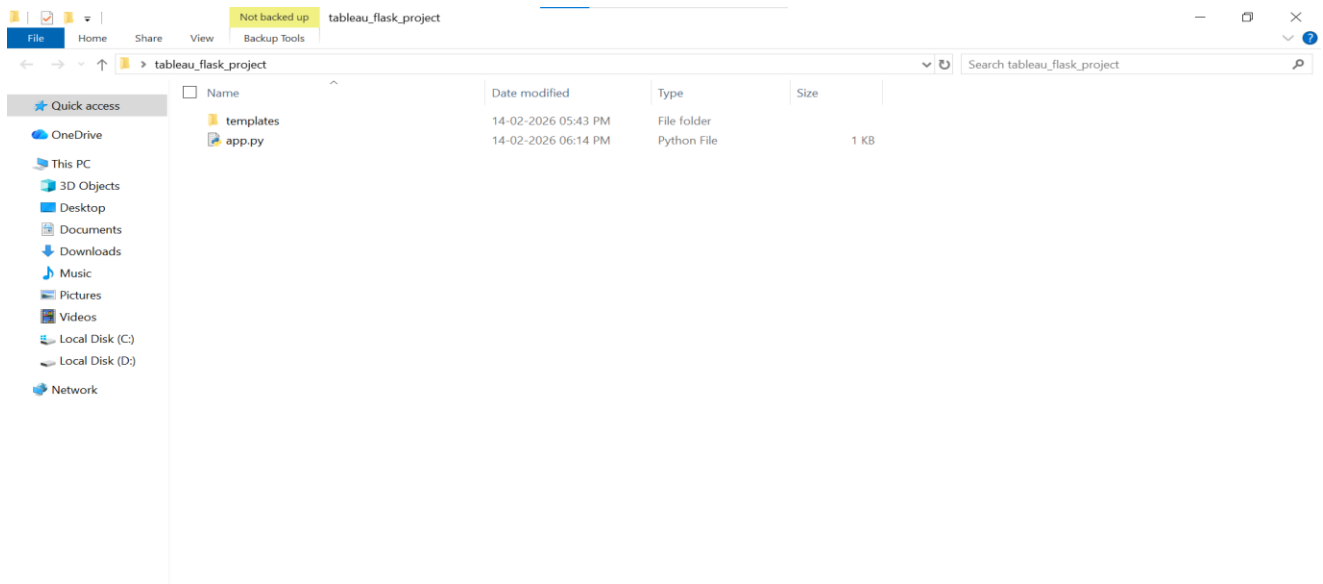 Not backed up tableau_flask_project
File Home Share View Backup Tools
tableau_flask_project Search tableau_flask_project
Name Date modified Type Size
Quick access
templates 14-02-2026 05:43 PM File folder
OneDrive
app.py 14-02-2026 06:14 PM Python File 1 KB
This PC
3D Objects
Desktop
Documents
Downloads
Music
Pictures
Videos
Local Disk (C:)
Local Disk (D:)
Network